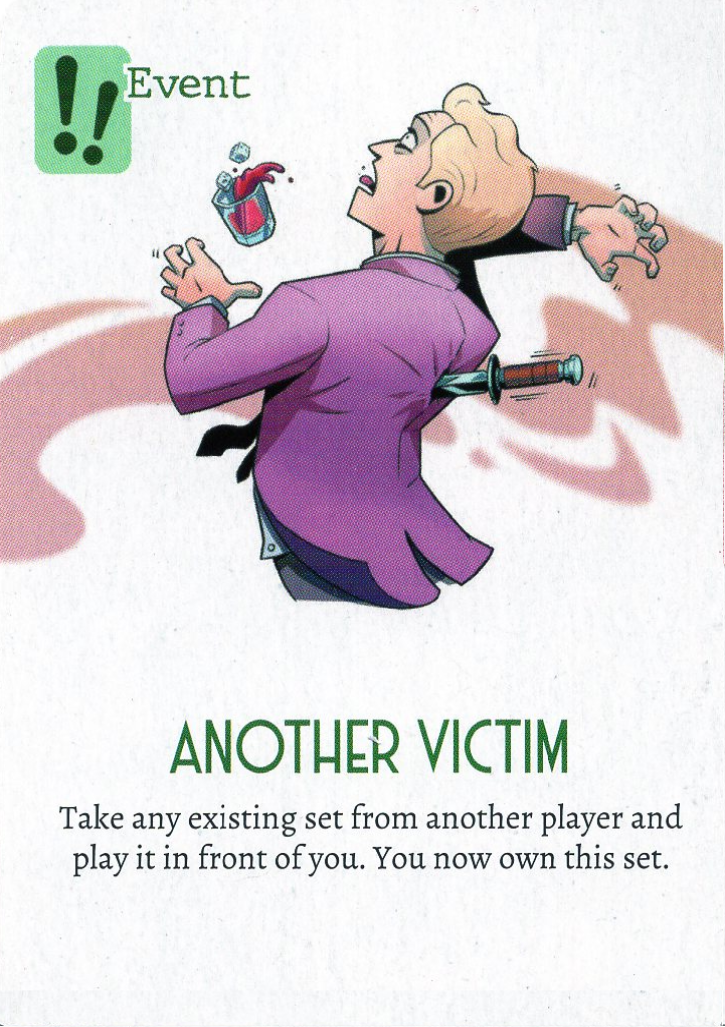 !! Event
ANOTHER VICTIM
Take any existing set from another player and
play it in front of you. You now own this set.